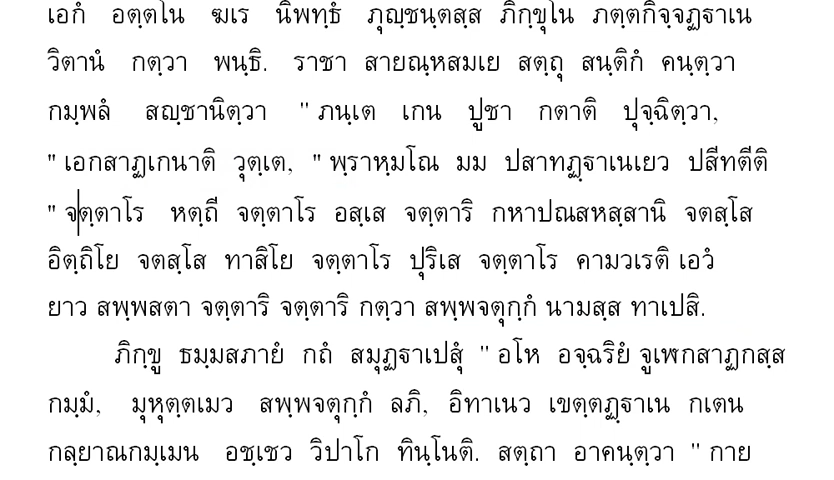 เอกํ อตฺตโน ฆเร นิพทฺธํ ภุญฺชนฺตสฺส ภิกฺขุโน ภตฺตกิจฺจฏฺฐาเน
วิตานํ กตฺวา พนฺธิ. ราชา สายณฺหสมเย สตฺถุ สนฺติกํ คนฺตฺวา
กมฺพลํ สญฺชานิตฺวา " ภนฺเต เกน ปูชา กตาติ ปุจฺฉิตฺวา,
" เอกสาฏเกนาติ วุตฺเต, " พฺราหฺมโณ มม ปสาทฏฺฐาเนเยว ปสีทตีติ
" จตฺตาโร หตฺถี จตฺตาโร อสฺเส จตฺตาริ กหาปณสหสฺสานิ จตสฺโส
อิตฺถิโย จตสฺโส ทาสิโย จตฺตาโร ปุริเส จตฺตาโร คามวเรติ เอวํ
ยาว สพฺพสตา จตฺตาริ จตฺตาริ กตฺวา สพฺพจตุกฺกํ นามสฺส ทาเปสิ.
ภิกฺขู ธมฺมสภายํ กถํ สมุฏฺฐาเปสุํ " อโห อจฺฉริยํ จูเฬกสาฏกสฺส
กมฺมํ, มุหุตฺตเมว สพฺพจตุกฺกํ ลภิ, อิทาเนว เขตฺตฏฺฐาเน กเตน
กลฺยาณกมฺเมน อชฺเชว วิปาโก ทินฺโนติ. สตฺถา อาคนฺตฺวา " กาย